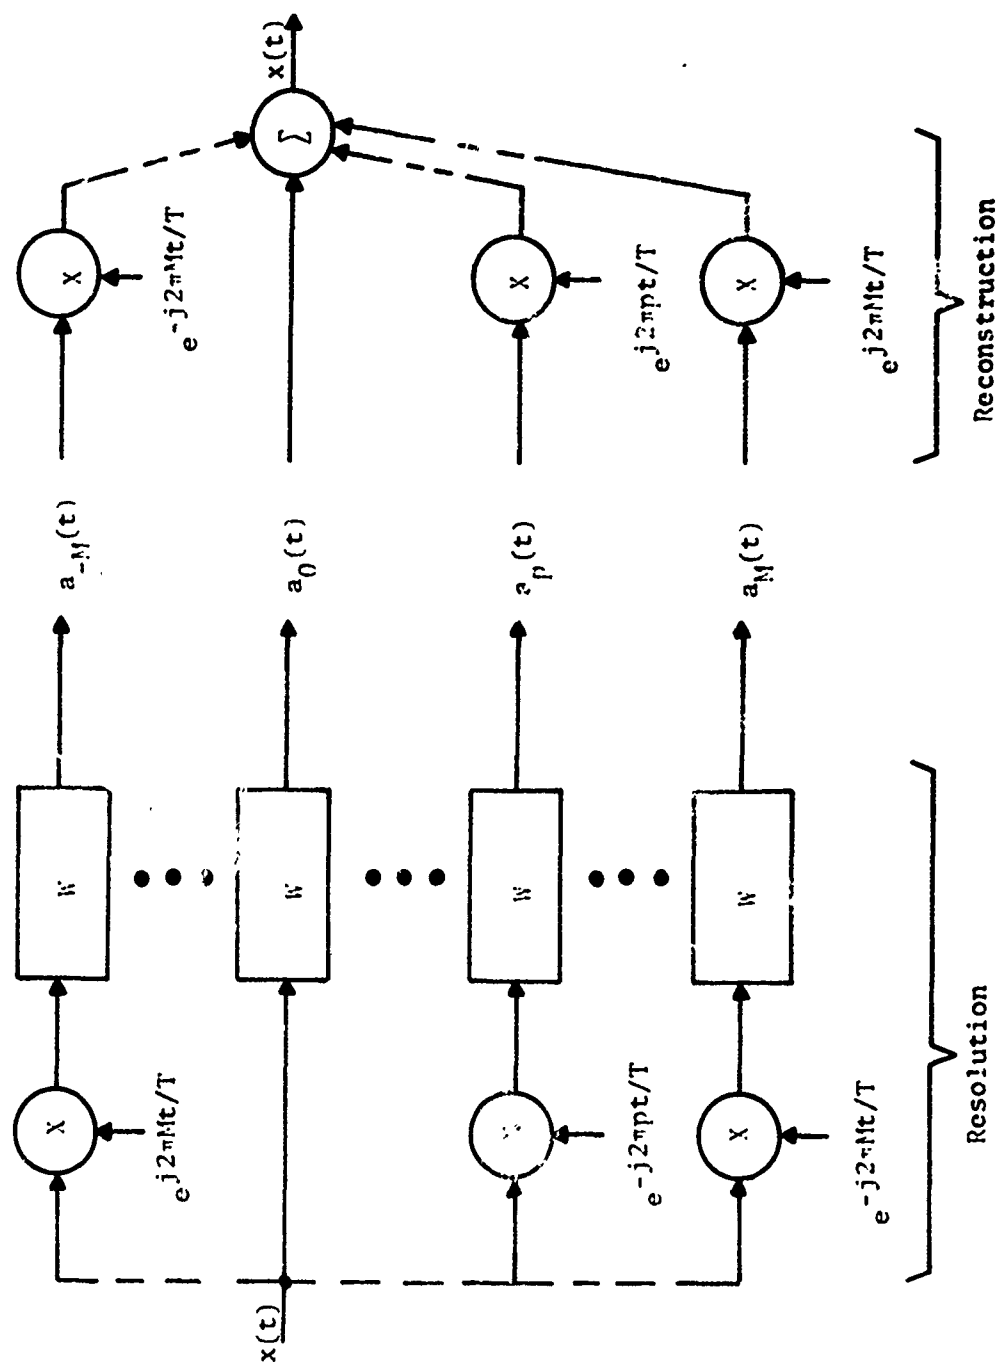 x(t)
e^{j2πMt/T}
X
W
a_{-M}(t)
e^{-j2πMt/T}
X
W
a_0(t)
Σ
x(t)
e^{-j2πpt/T}
W
a_p(t)
e^{j2πpt/T}
X
e^{-j2πMt/T}
X
W
a_M(t)
e^{j2πMt/T}
X
Resolution
Reconstruction